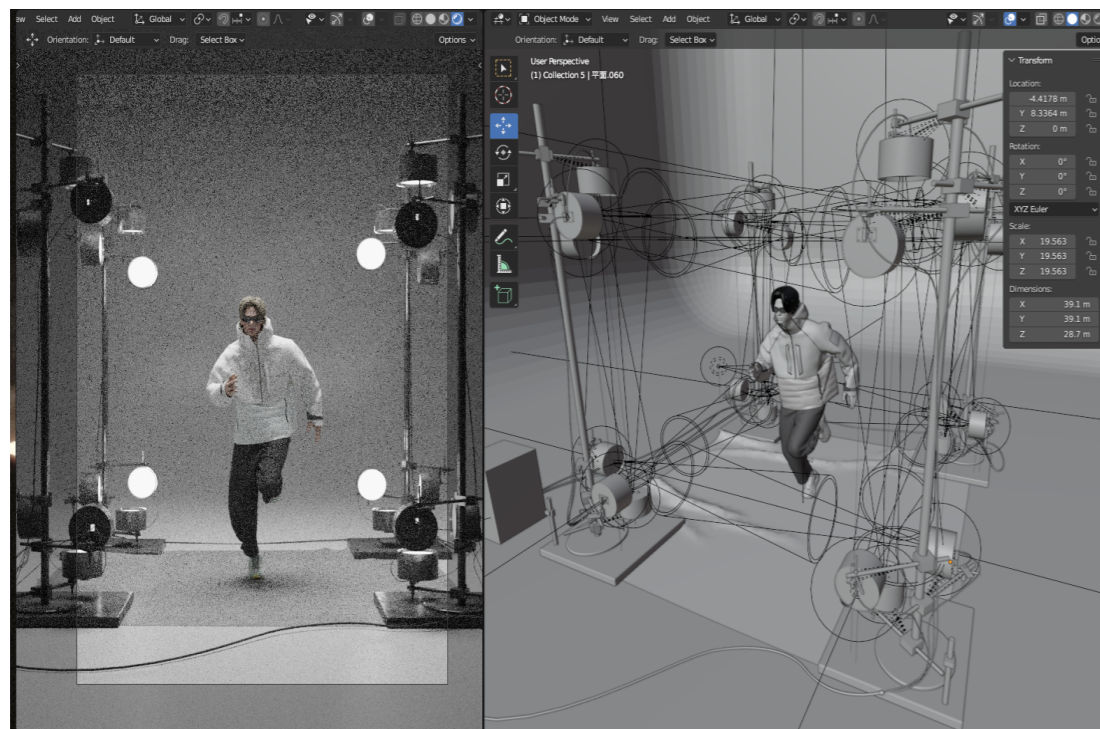 ew Select Add Object Global
Orientation: Default Drag: Select Box Options
Object Mode View Select Add Object Global
Orientation: Default Drag: Select Box Optio
User Perspective
(1) Collection 5 | 平面.060
Transform
Location:
-4.4178 m
Y 8.3364 m
Z 0 m
Rotation:
X 0°
Y 0°
Z 0°
XYZ Euler
Scale:
X 19.563
Y 19.563
Z 19.563
Dimensions:
X 39.1 m
Y 39.1 m
Z 28.7 m